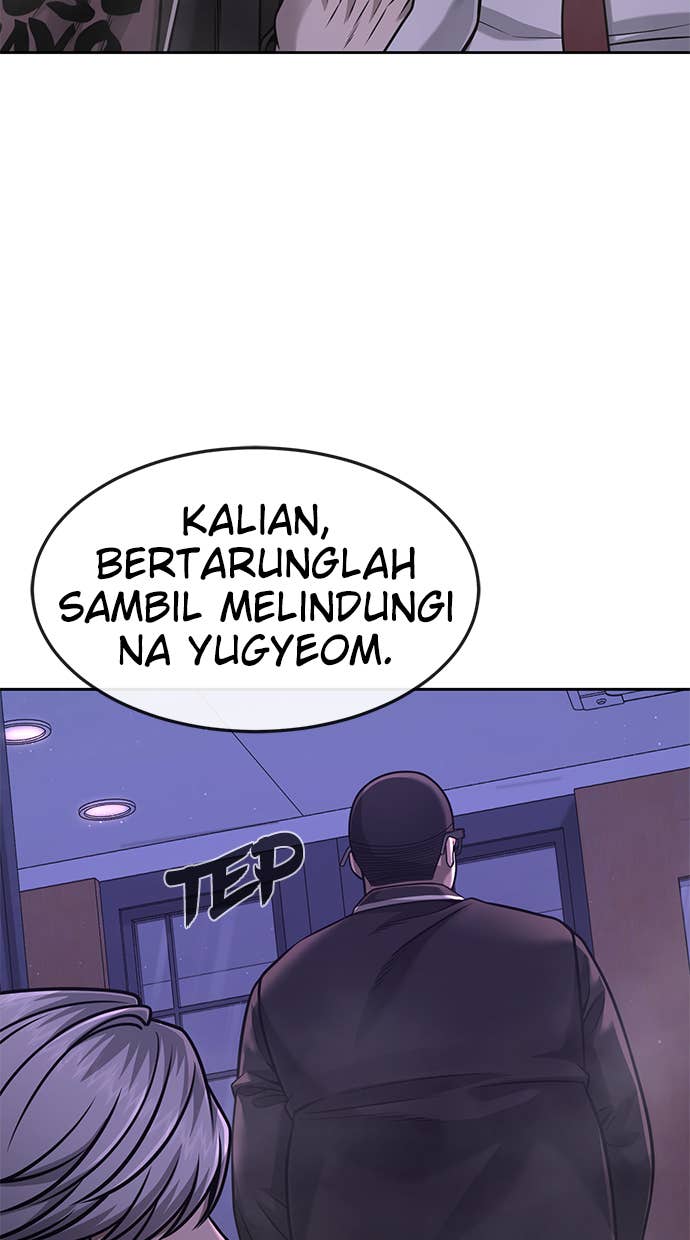 KALIAN,
BERTARUNGLAH
SAMBIL MELINDUNGI
NA YUGYEOM.
TEP